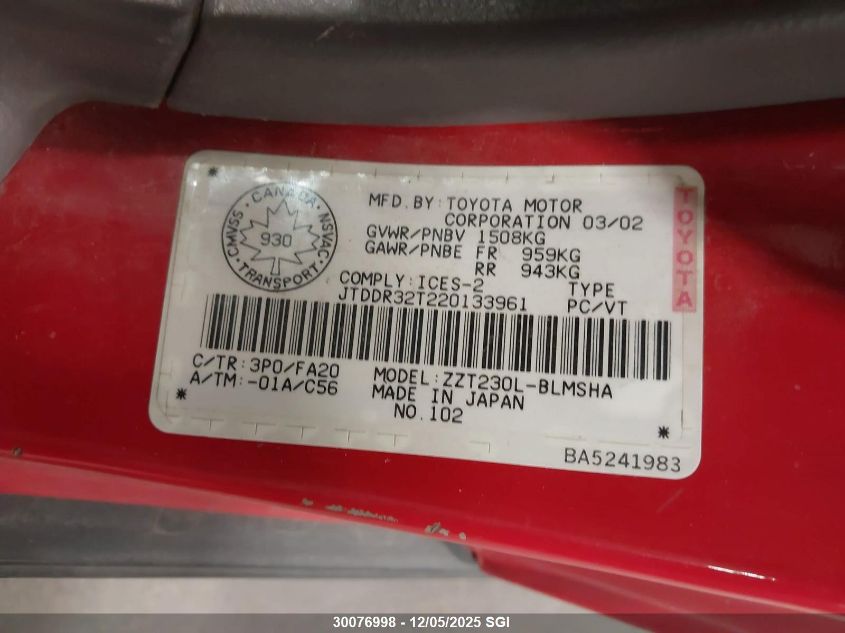 CANADA
CMVSS · NSVAC
930
TRANSPORT
MFD. BY: TOYOTA MOTOR
CORPORATION 03/02
GVWR/PNBV 1508KG
GAWR/PNBE FR 959KG
RR 943KG
COMPLY: ICES-2 TYPE
JTDDR32T220133961 PC/VT
TOYOTA
C/TR: 3P0/FA20 MODEL: ZZT230L-BLMSHA
A/TM: -01A/C56 MADE IN JAPAN
NO. 102
BA5241983
30076998 - 12/05/2025 SGI